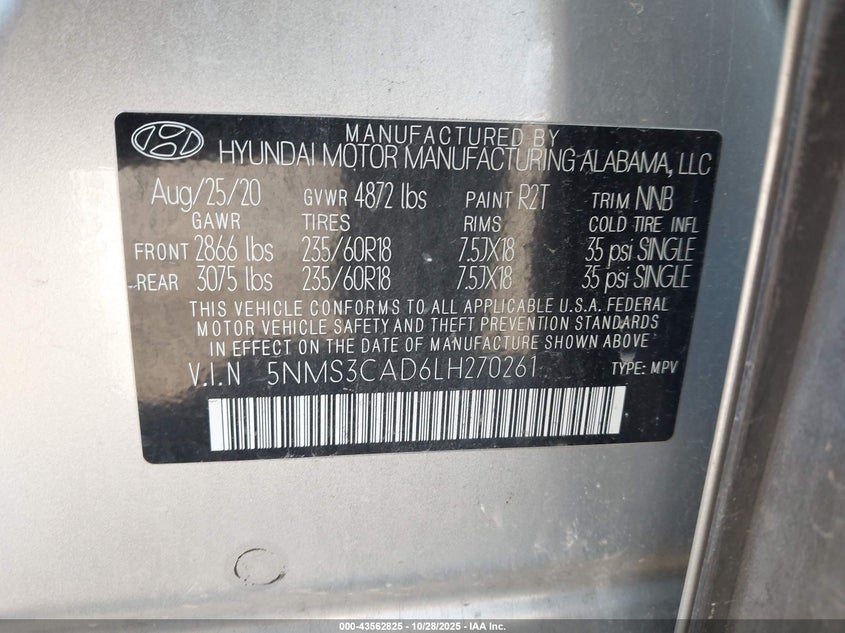 MANUFACTURED BY
HYUNDAI MOTOR MANUFACTURING ALABAMA, LLC
Aug/25/20 GVWR 4872 lbs PAINT R2T TRIM NNB
GAWR TIRES RIMS COLD TIRE INFL
FRONT 2866 lbs 235/60R18 7.5JX18 35 psi SINGLE
REAR 3075 lbs 235/60R18 7.5JX18 35 psi SINGLE
THIS VEHICLE CONFORMS TO ALL APPLICABLE U.S.A. FEDERAL
MOTOR VEHICLE SAFETY AND THEFT PREVENTION STANDARDS
IN EFFECT ON THE DATE OF MANUFACTURE SHOWN ABOVE
V.I.N 5NMS3CAD6LH270261 TYPE: MPV
000-43562825 - 10/28/2025 - IAA Inc.